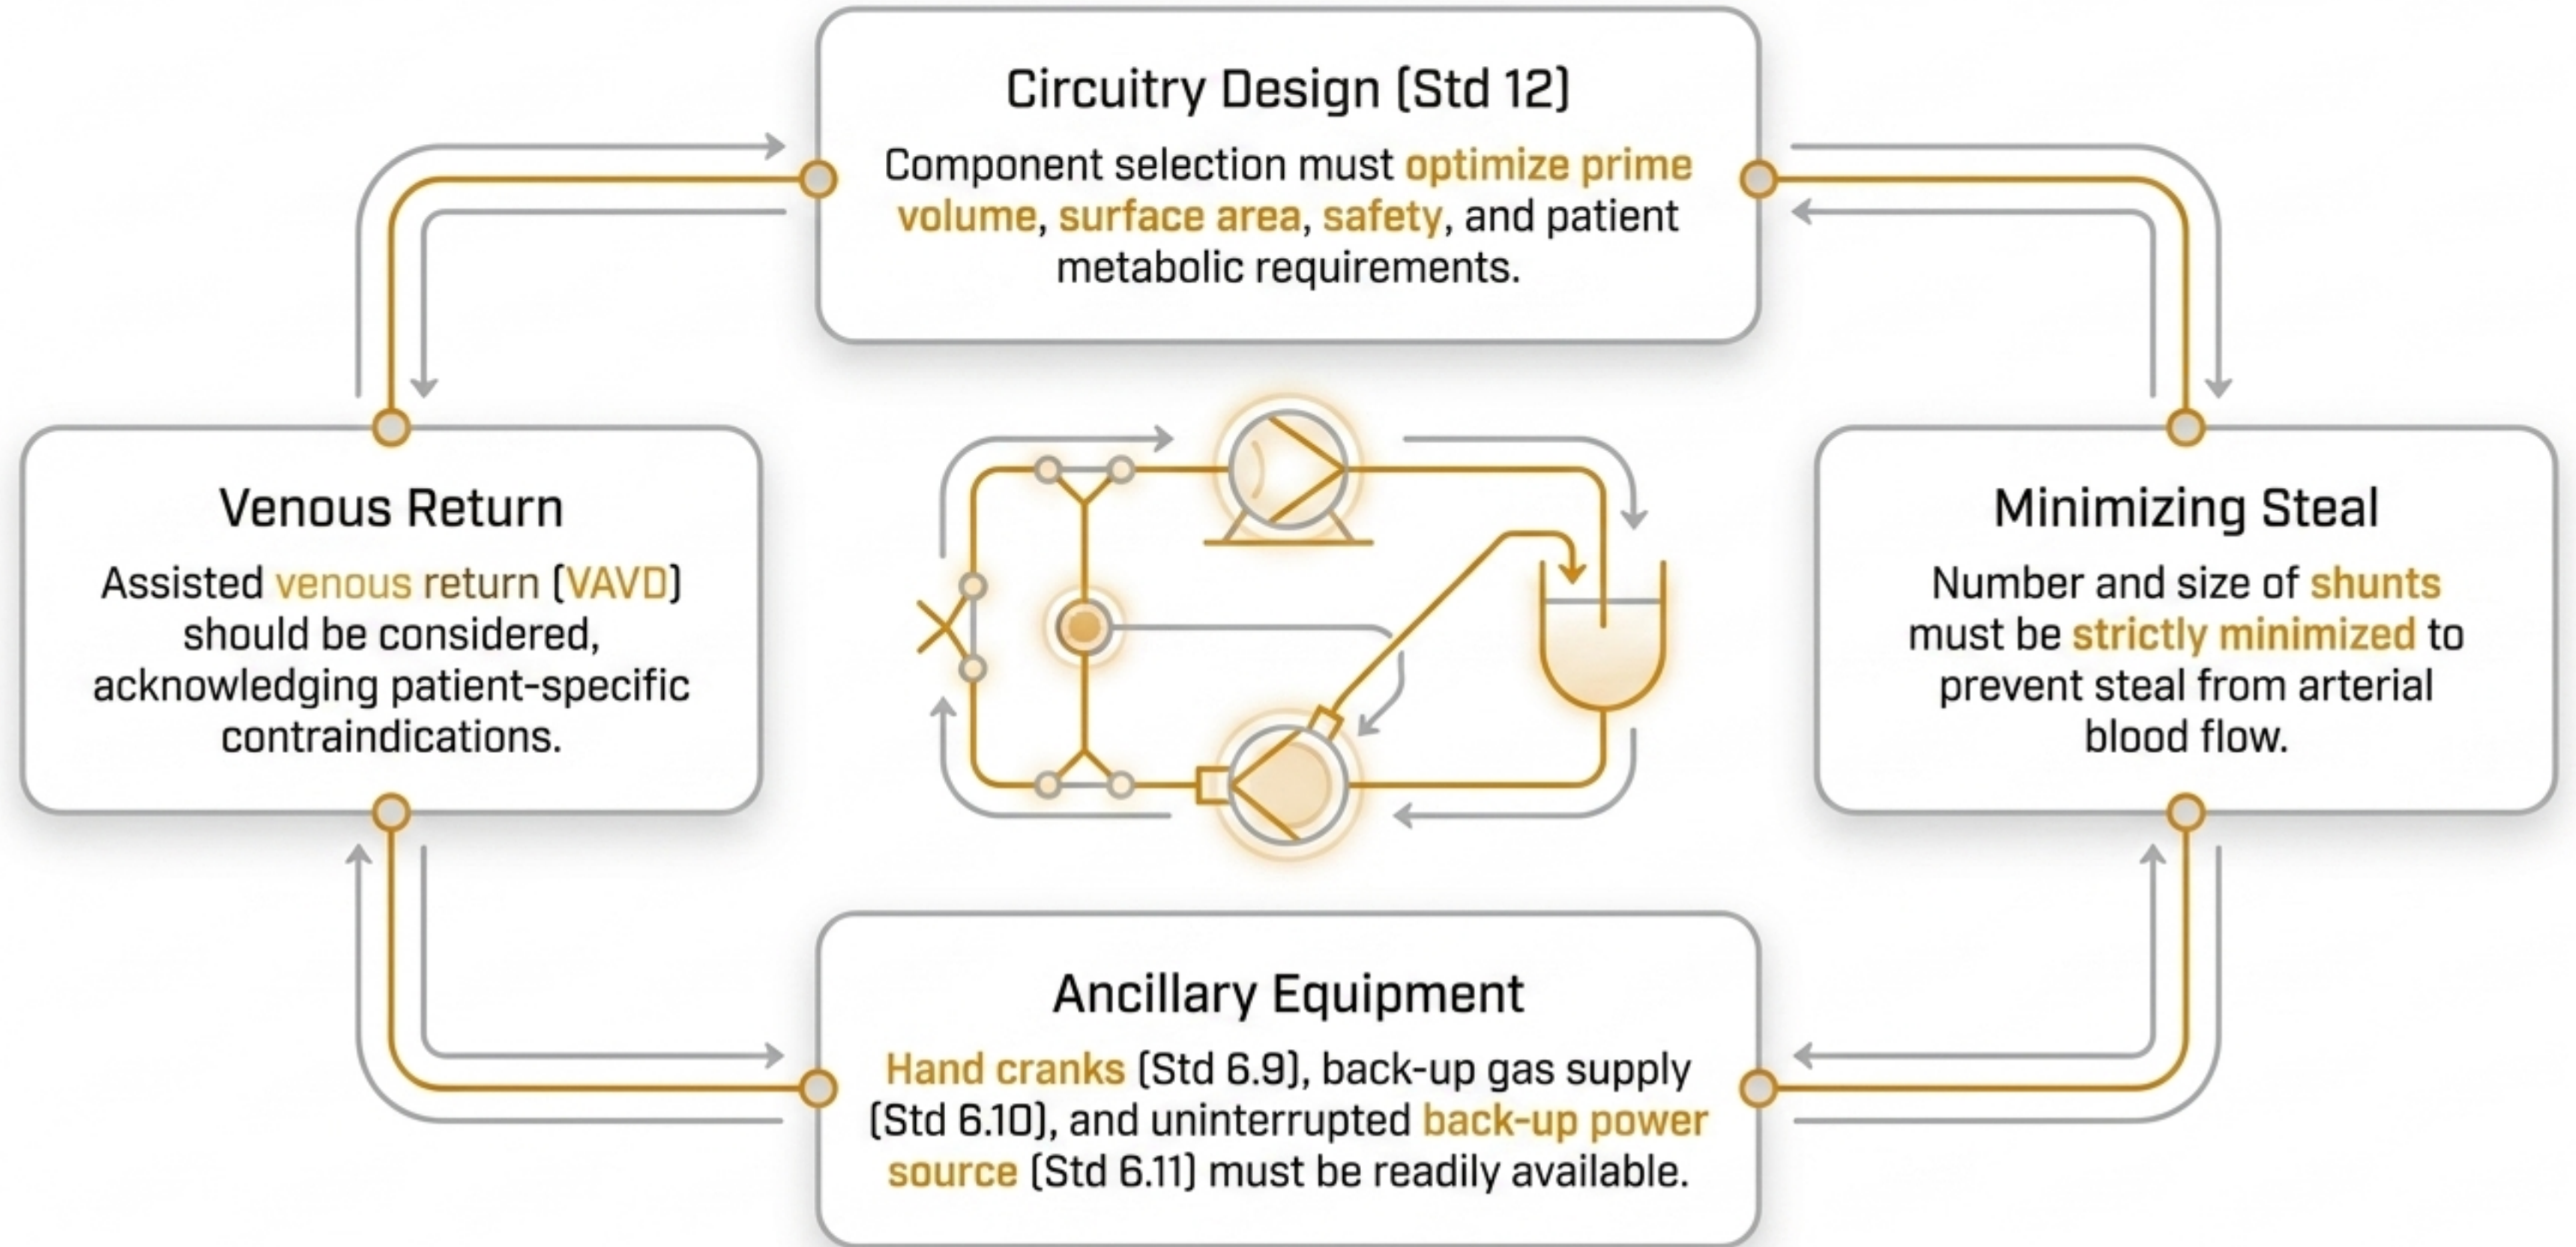 Circuitry Design (Std 12)
Component selection must optimize prime
volume, surface area, safety, and patient
metabolic requirements.
Venous Return
Assisted venous return (VAVD)
should be considered,
acknowledging patient-specific
contraindications.
Minimizing Steal
Number and size of shunts
must be strictly minimized to
prevent steal from arterial
blood flow.
Ancillary Equipment
Hand cranks (Std 6.9), back-up gas supply
(Std 6.10), and uninterrupted back-up power
source (Std 6.11) must be readily available.